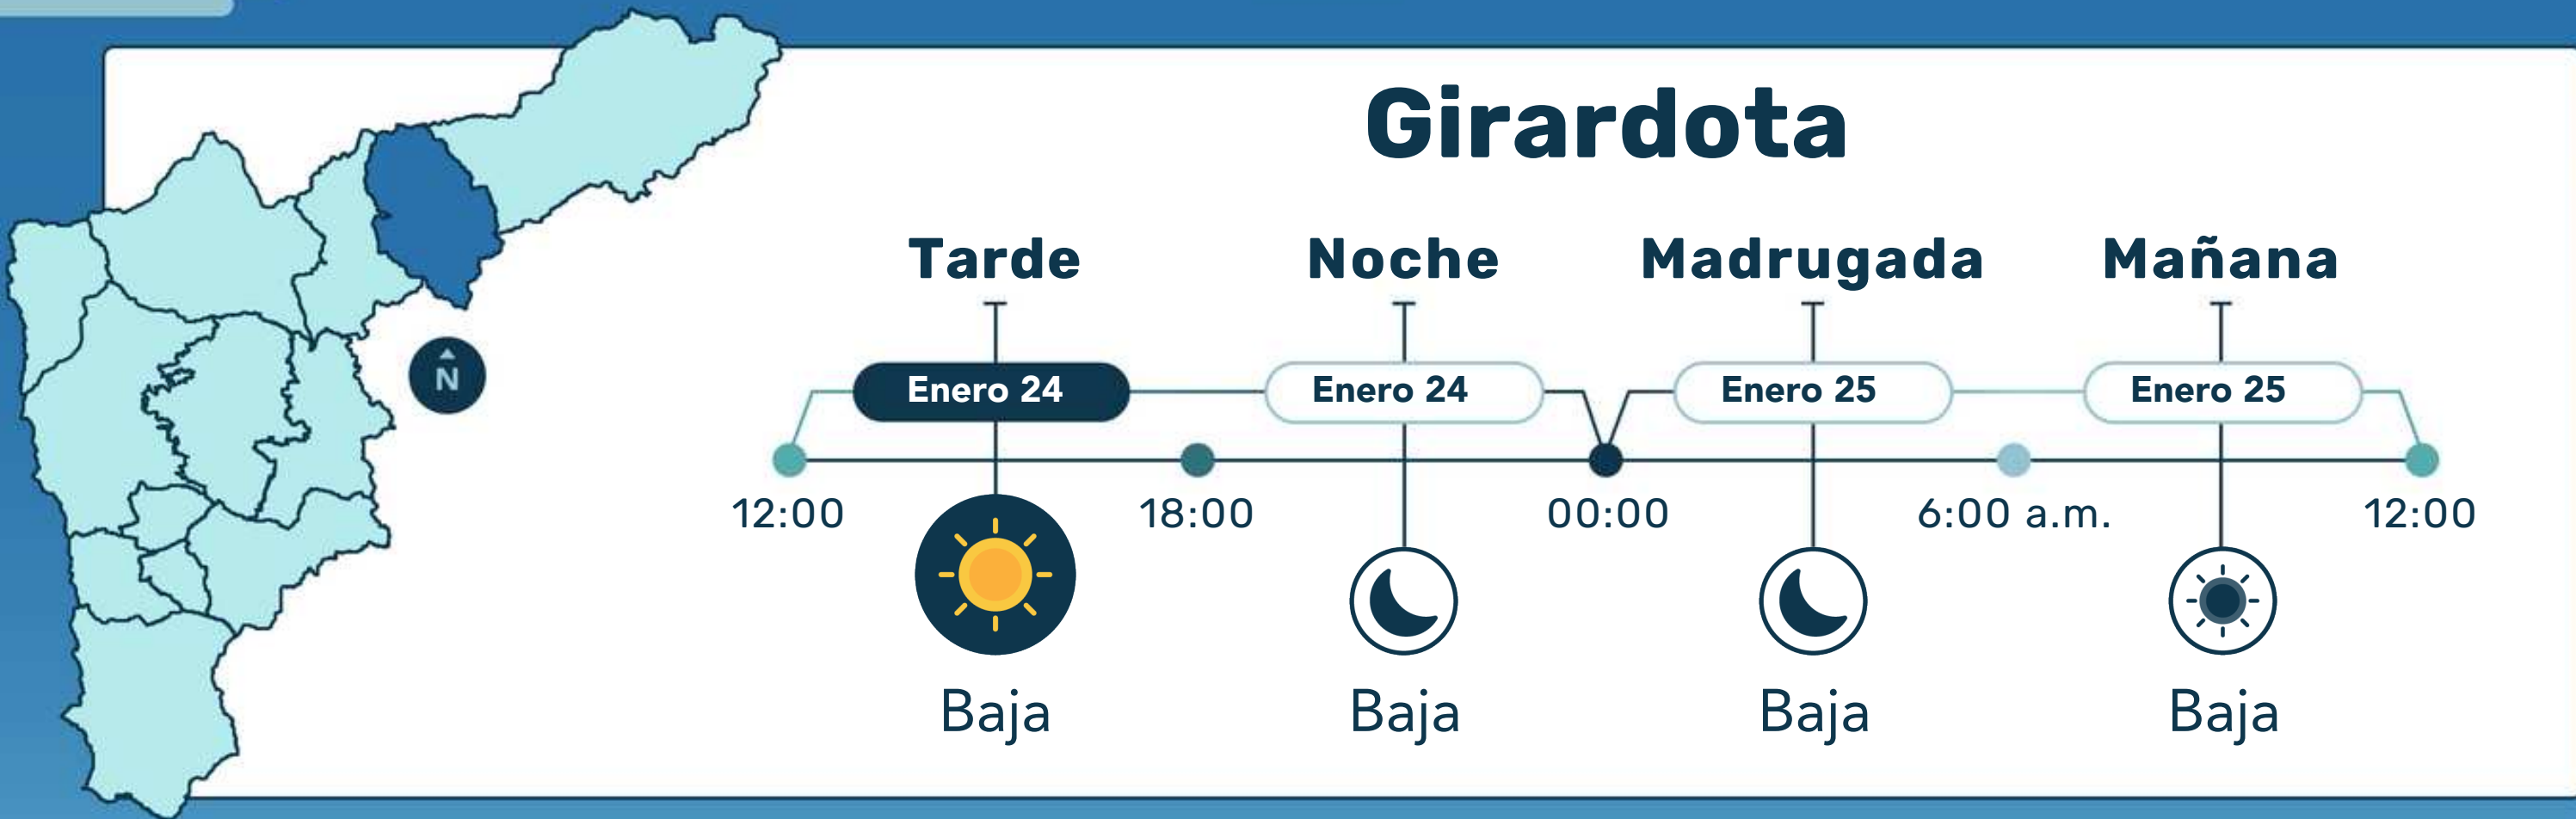 Girardota
Tarde Noche Madrugada Mañana
Enero 24 Enero 24 Enero 25 Enero 25
N
12:00 18:00 00:00 6:00 a.m. 12:00
Baja Baja Baja Baja